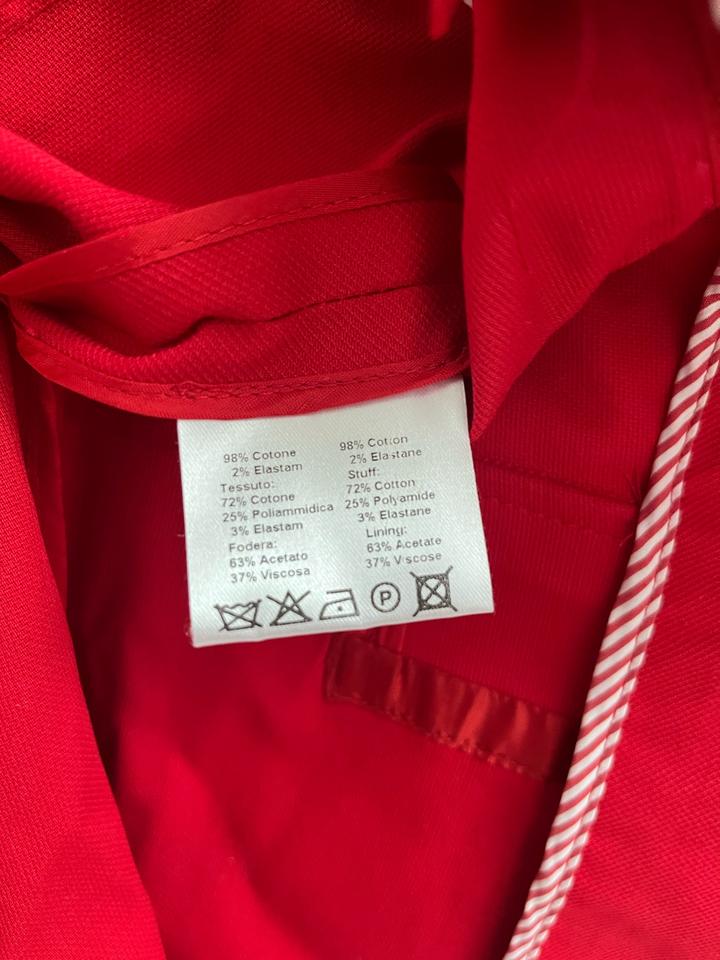 98% Cotone
2% Elastam
Tessuto:
72% Cotone
25% Poliammidica
3% Elastam
Fodera:
63% Acetato
37% Viscosa
98% Cotton
2% Elastane
Stuff:
72% Cotton
25% Polyamide
3% Elastane
Lining:
63% Acetate
37% Viscose
P